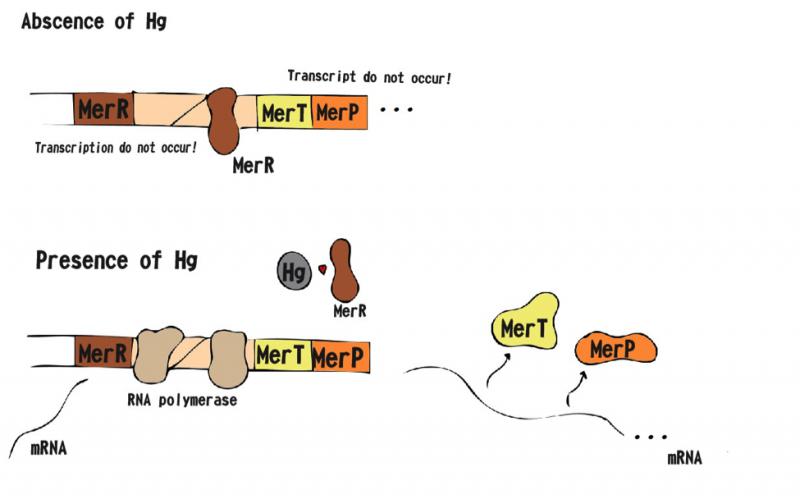 Abscence of Hg
Transcript do not occur!
MerR MerT MerP ...
Transcription do not occur!
MerR
Presence of Hg
Hg
MerR
MerT
MerP
MerR MerT MerP
RNA polymerase
...
mRNA
mRNA